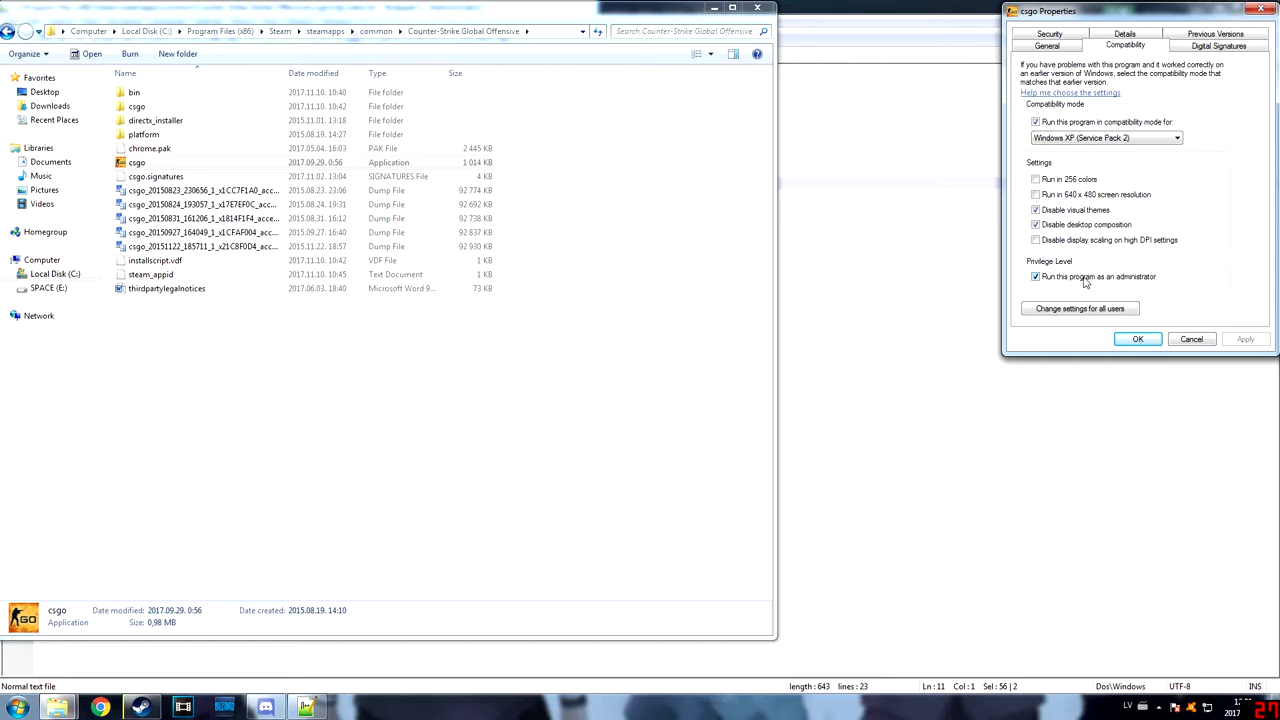 Computer Local Disk (C:) Program Files (x86) Steam steamapps common Counter-Strike Global Offensive
Search Counter-Strike Global Offensive
Organize Open Burn New folder
Name Date modified Type Size
Favorites
Desktop
Downloads
Recent Places
Libraries
Documents
Music
Pictures
Videos
Homegroup
Computer
Local Disk (C:)
SPACE (E:)
Network
bin 2017.11.18. 10:40 File folder
csgo 2017.11.10. 10:42 File folder
directx_installer 2015.11.01. 13:18 File folder
platform 2015.08.19. 14:27 File folder
chrome.pak 2017.05.04. 16:03 PAK File 2 445 KB
csgo 2017.09.29. 0:56 Application 1 014 KB
csgo.signatures 2017.11.02. 13:04 SIGNATURES File 4 KB
csgo_20150823_230656_1_x1CC7F1A0_acc... 2015.08.23. 23:06 Dump File 92 774 KB
csgo_20150824_193057_1_x17E7EF0C_acc... 2015.08.24. 19:31 Dump File 92 692 KB
csgo_20150831_161206_1_x1814F1F4_acce... 2015.08.31. 16:12 Dump File 92 738 KB
csgo_20150927_164049_1_x1CFAF004_acc... 2015.09.27. 16:40 Dump File 92 837 KB
csgo_20151122_185711_1_x21C8F0D4_acc... 2015.11.22. 18:57 Dump File 92 930 KB
installscript.vdf 2015.08.19. 14:10 VDF File 1 KB
steam_appid 2015.08.19. 14:10 Text Document 1 KB
thirdpartylegalnotices 2017.06.03. 18:40 Microsoft Word 9... 73 KB
csgo Date modified: 2017.09.29. 0:56 Date created: 2015.08.19. 14:10
Application Size: 0,98 MB
csgo Properties
Security Details Previous Versions
General Compatibility Digital Signatures
If you have problems with this program and it worked correctly on
an earlier version of Windows, select the compatibility mode that
matches that earlier version.
Help me choose the settings
Compatibility mode
Run this program in compatibility mode for:
Windows XP (Service Pack 2)
Settings
Run in 256 colors
Run in 640 x 480 screen resolution
Disable visual themes
Disable desktop composition
Disable display scaling on high DPI settings
Privilege Level
Run this program as an administrator
Change settings for all users
OK Cancel Apply
Normal text file length : 643 lines : 23 Ln : 11 Col : 1 Sel : 56 | 2 Dos\Windows UTF-8 INS
LV
2017